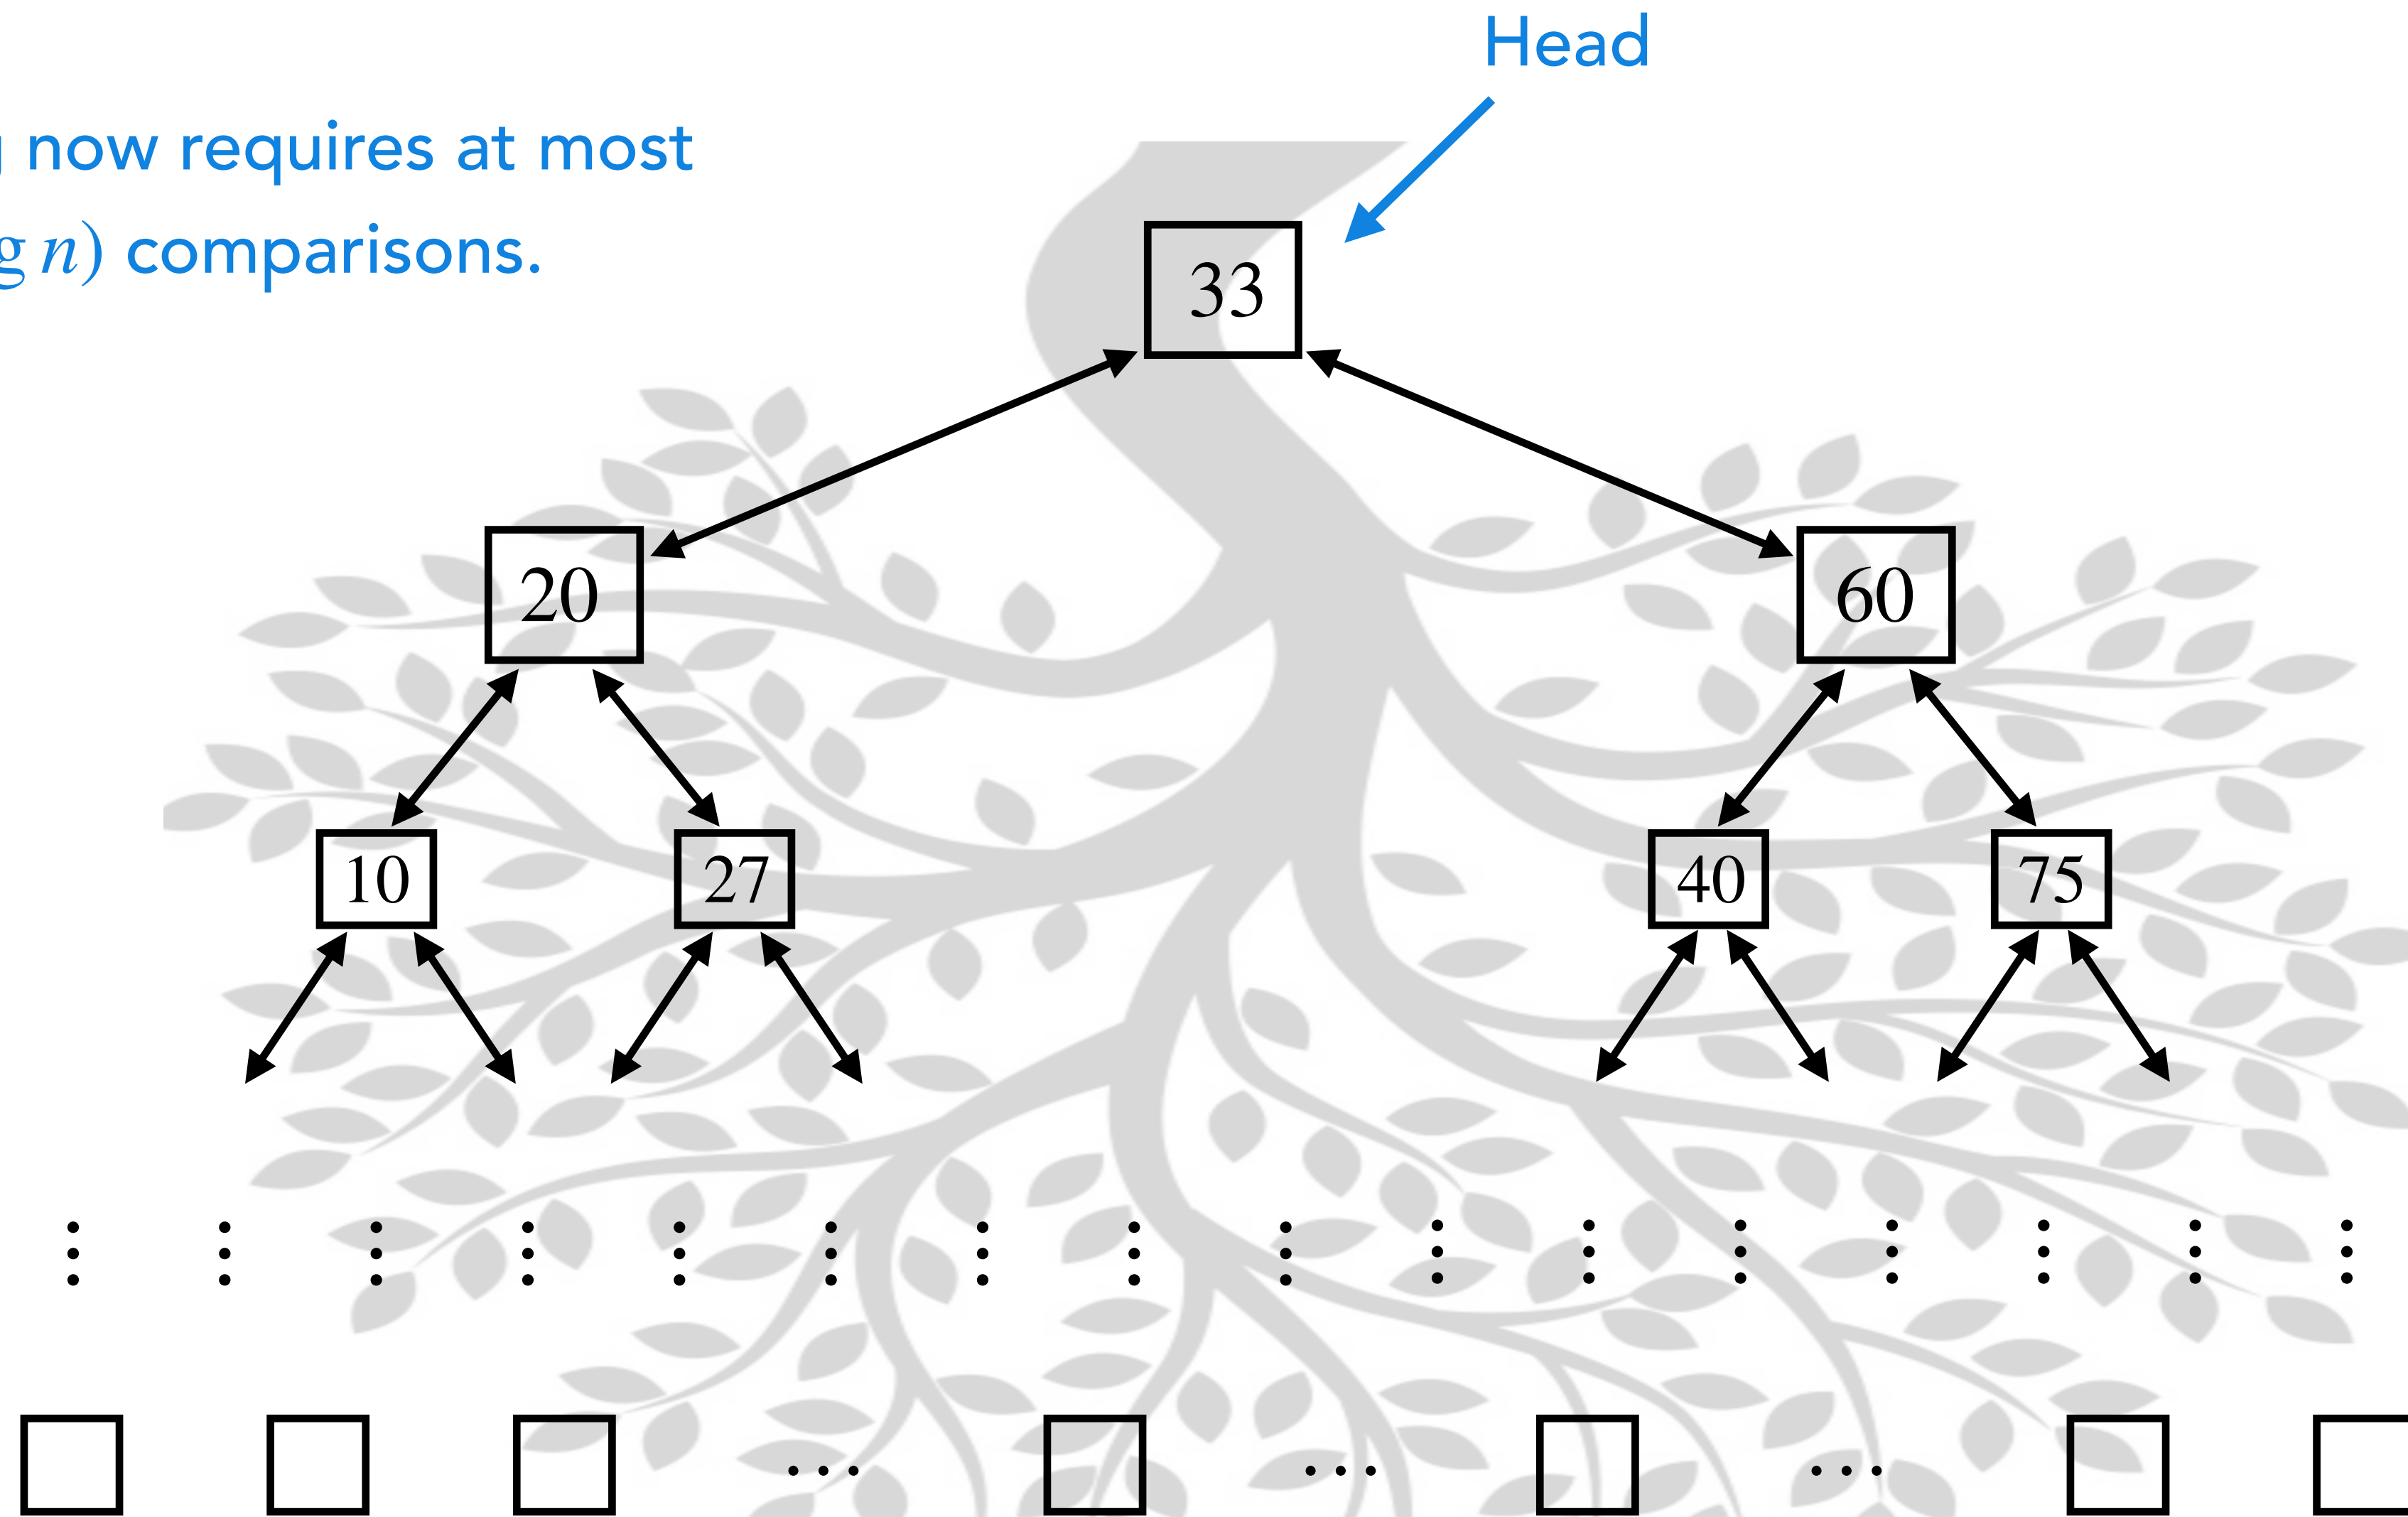 Head
now requires at most
g n) comparisons.
33
20 60
10 27 40 75